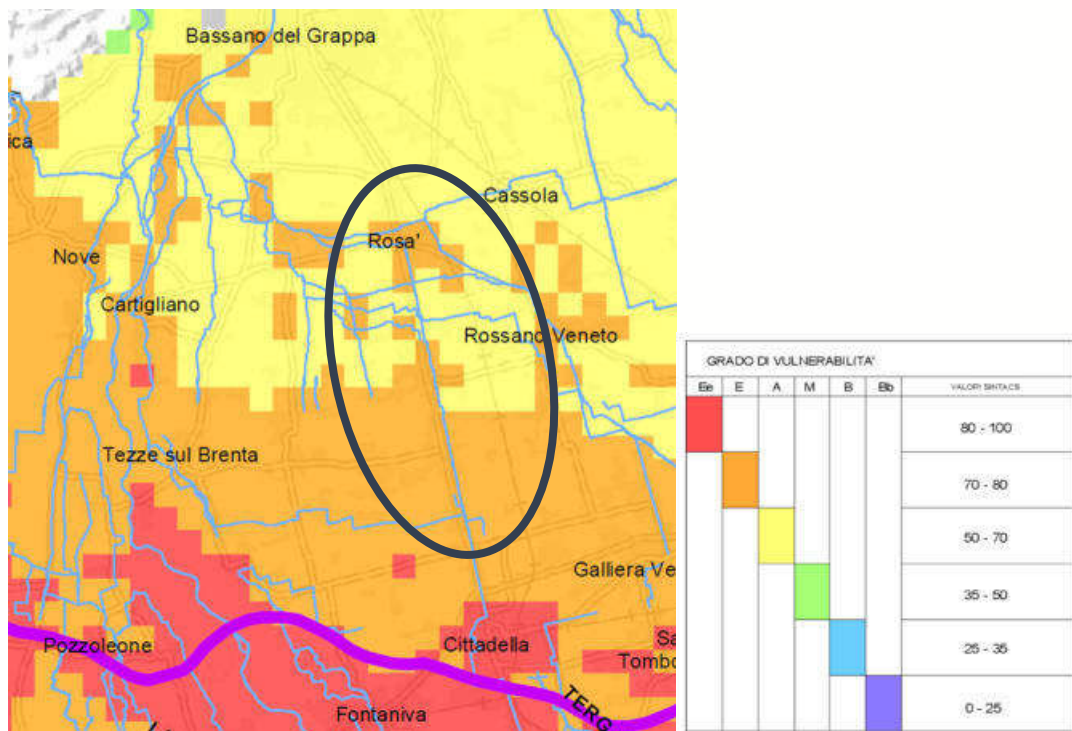 Bassano del Grappa
ica
Cassola
Rosa'
Nove
Cartigliano
Rossano Veneto
Tezze sul Brenta
Galliera Ve
Pozzoleone
Cittadella
Sa
Tombo
TERG
Fontaniva
GRADO DI VULNERABILITA'
Ee E A M B Bb VALORI SINTACS
80 - 100
70 - 80
50 - 70
35 - 50
25 - 35
0 - 25